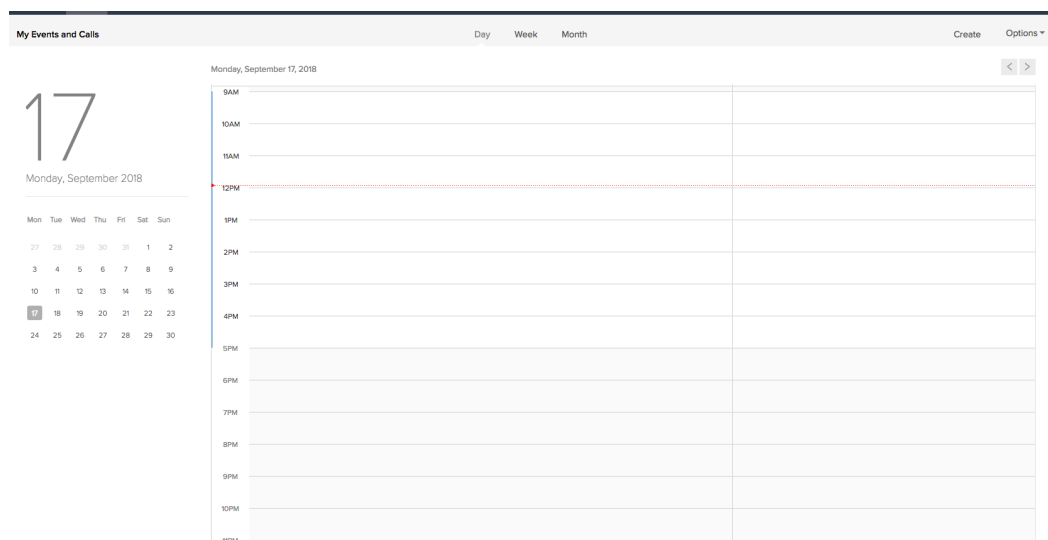 My Events and Calls Day Week Month Create Options
Monday, September 17, 2018
17
Monday, September 2018
Mon Tue Wed Thu Fri Sat Sun
27 28 29 30 31 1 2
3 4 5 6 7 8 9
10 11 12 13 14 15 16
17 18 19 20 21 22 23
24 25 26 27 28 29 30
9AM
10AM
11AM
12PM
1PM
2PM
3PM
4PM
5PM
6PM
7PM
8PM
9PM
10PM